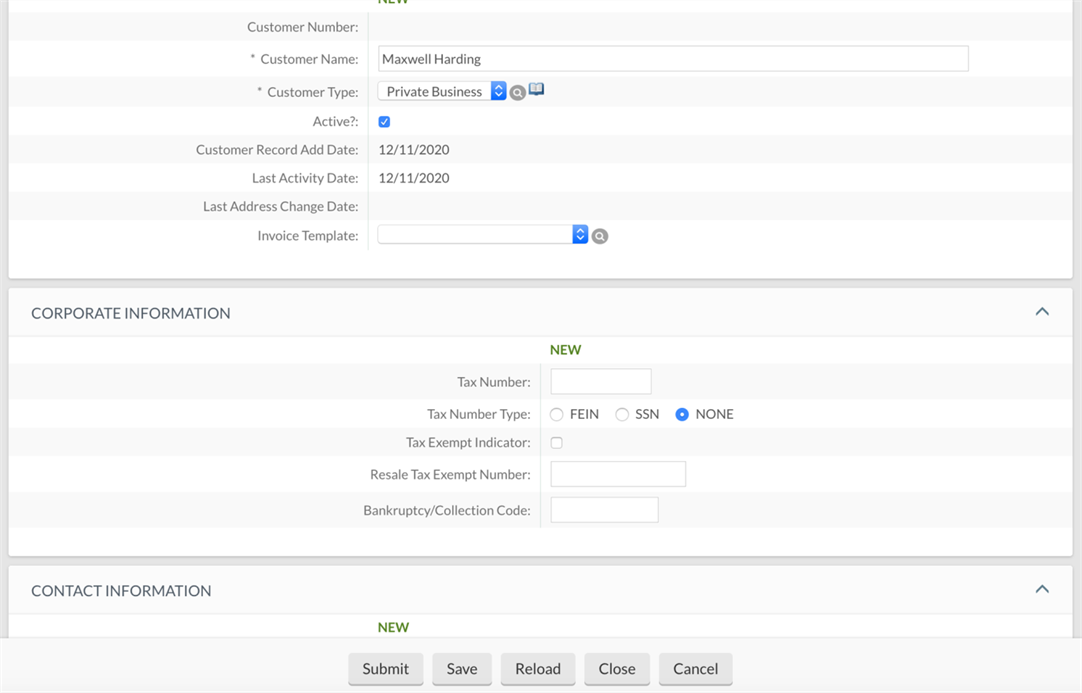 NEW
Customer Number:
* Customer Name: Maxwell Harding
* Customer Type: Private Business
Active?:
Customer Record Add Date: 12/11/2020
Last Activity Date: 12/11/2020
Last Address Change Date:
Invoice Template:
CORPORATE INFORMATION
NEW
Tax Number:
Tax Number Type: FEIN SSN NONE
Tax Exempt Indicator:
Resale Tax Exempt Number:
Bankruptcy/Collection Code:
CONTACT INFORMATION
NEW
Submit Save Reload Close Cancel